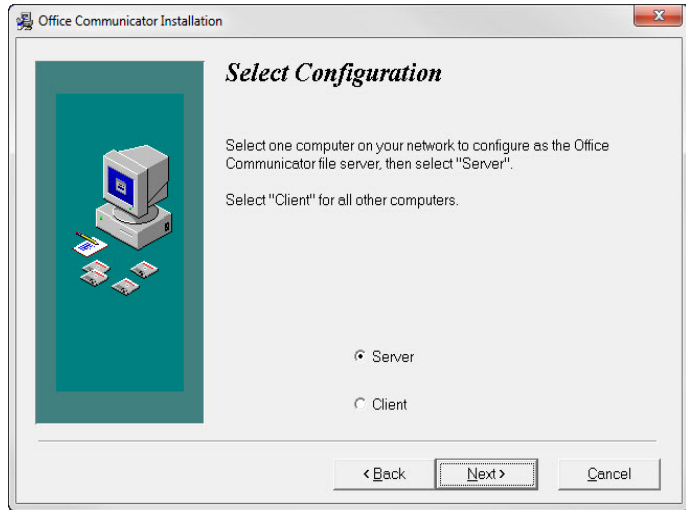 Office Communicator Installation
Select Configuration
Select one computer on your network to configure as the Office
Communicator file server, then select "Server".
Select "Client" for all other computers.
Server
Client
< Back
Next >
Cancel